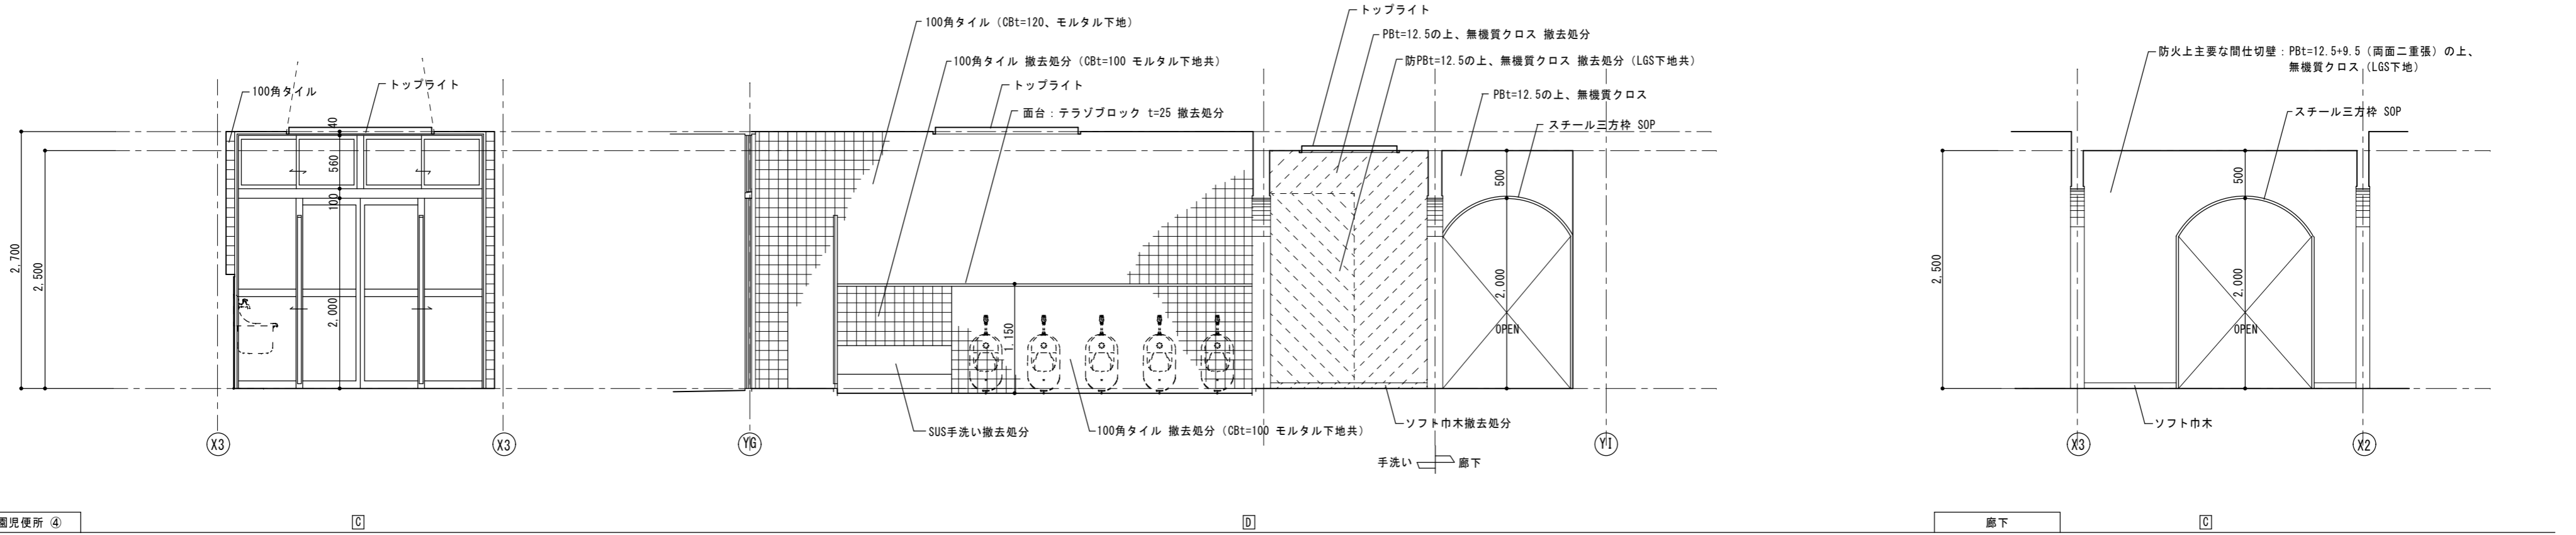 100角タイル
トップライト
40
560
100
2,000
2,700
2,500
X3
X3
100角タイル（CBt=120、モルタル下地）
100角タイル 撤去処分（CBt=100 モルタル下地共）
トップライト
面台：テラゾブロック t=25 撤去処分
トップライト
PBt=12.5の上、無機質クロス 撤去処分
防PBt=12.5の上、無機質クロス 撤去処分（LGS下地共）
PBt=12.5の上、無機質クロス
スチール三方枠 SOP
500
2,000
OPEN
1,150
SUS手洗い撤去処分
100角タイル 撤去処分（CBt=100 モルタル下地共）
ソフト巾木撤去処分
YG
YI
手洗い
廊下
防火上主要な間仕切壁：PBt=12.5+9.5（両面二重張）の上、
無機質クロス（LGS下地）
スチール三方枠 SOP
500
2,000
OPEN
2,500
ソフト巾木
X3
X2
園児便所 ④
C
D
廊下
C